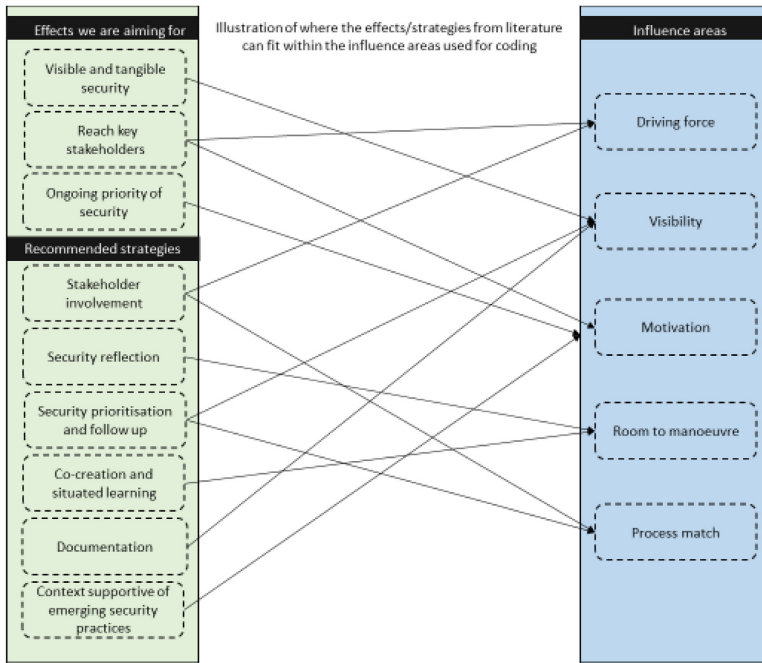 Effects we are aiming for
Visible and tangible
security
Reach key
stakeholders
Ongoing priority of
security
Recommended strategies
Stakeholder
involvement
Security reflection
Security prioritisation
and follow up
Co-creation and
situated learning
Documentation
Context supportive of
emerging security
practices
Illustration of where the effects/strategies from literature
can fit within the influence areas used for coding
Influence areas
Driving force
Visibility
Motivation
Room to manoeuvre
Process match